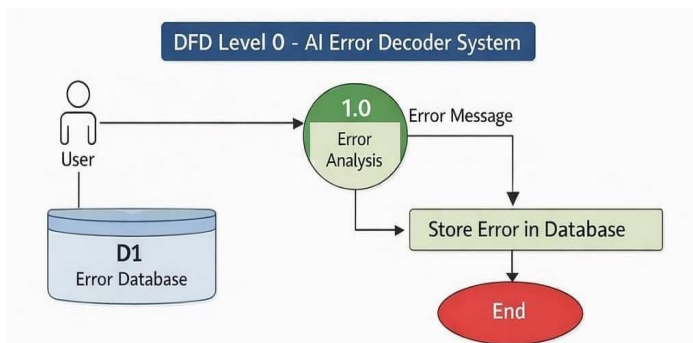 DFD Level 0 - AI Error Decoder System
User
1.0
Error
Analysis
Error Message
D1
Error Database
Store Error in Database
End